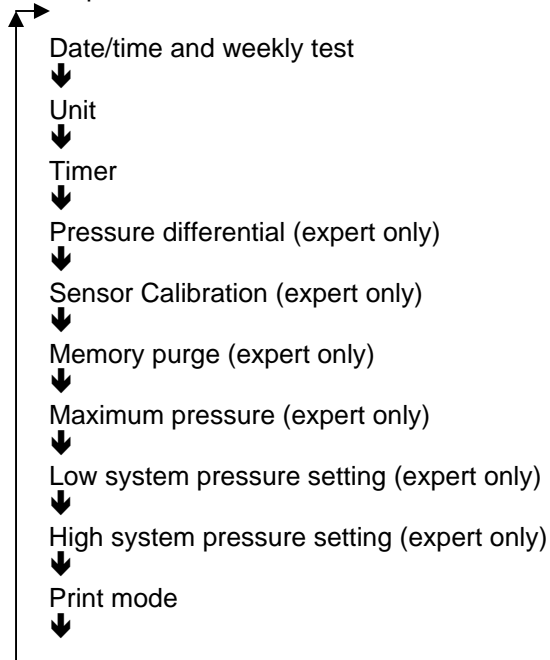 Date/time and weekly test
Unit
Timer
Pressure differential (expert only)
Sensor Calibration (expert only)
Memory purge (expert only)
Maximum pressure (expert only)
Low system pressure setting (expert only)
High system pressure setting (expert only)
Print mode